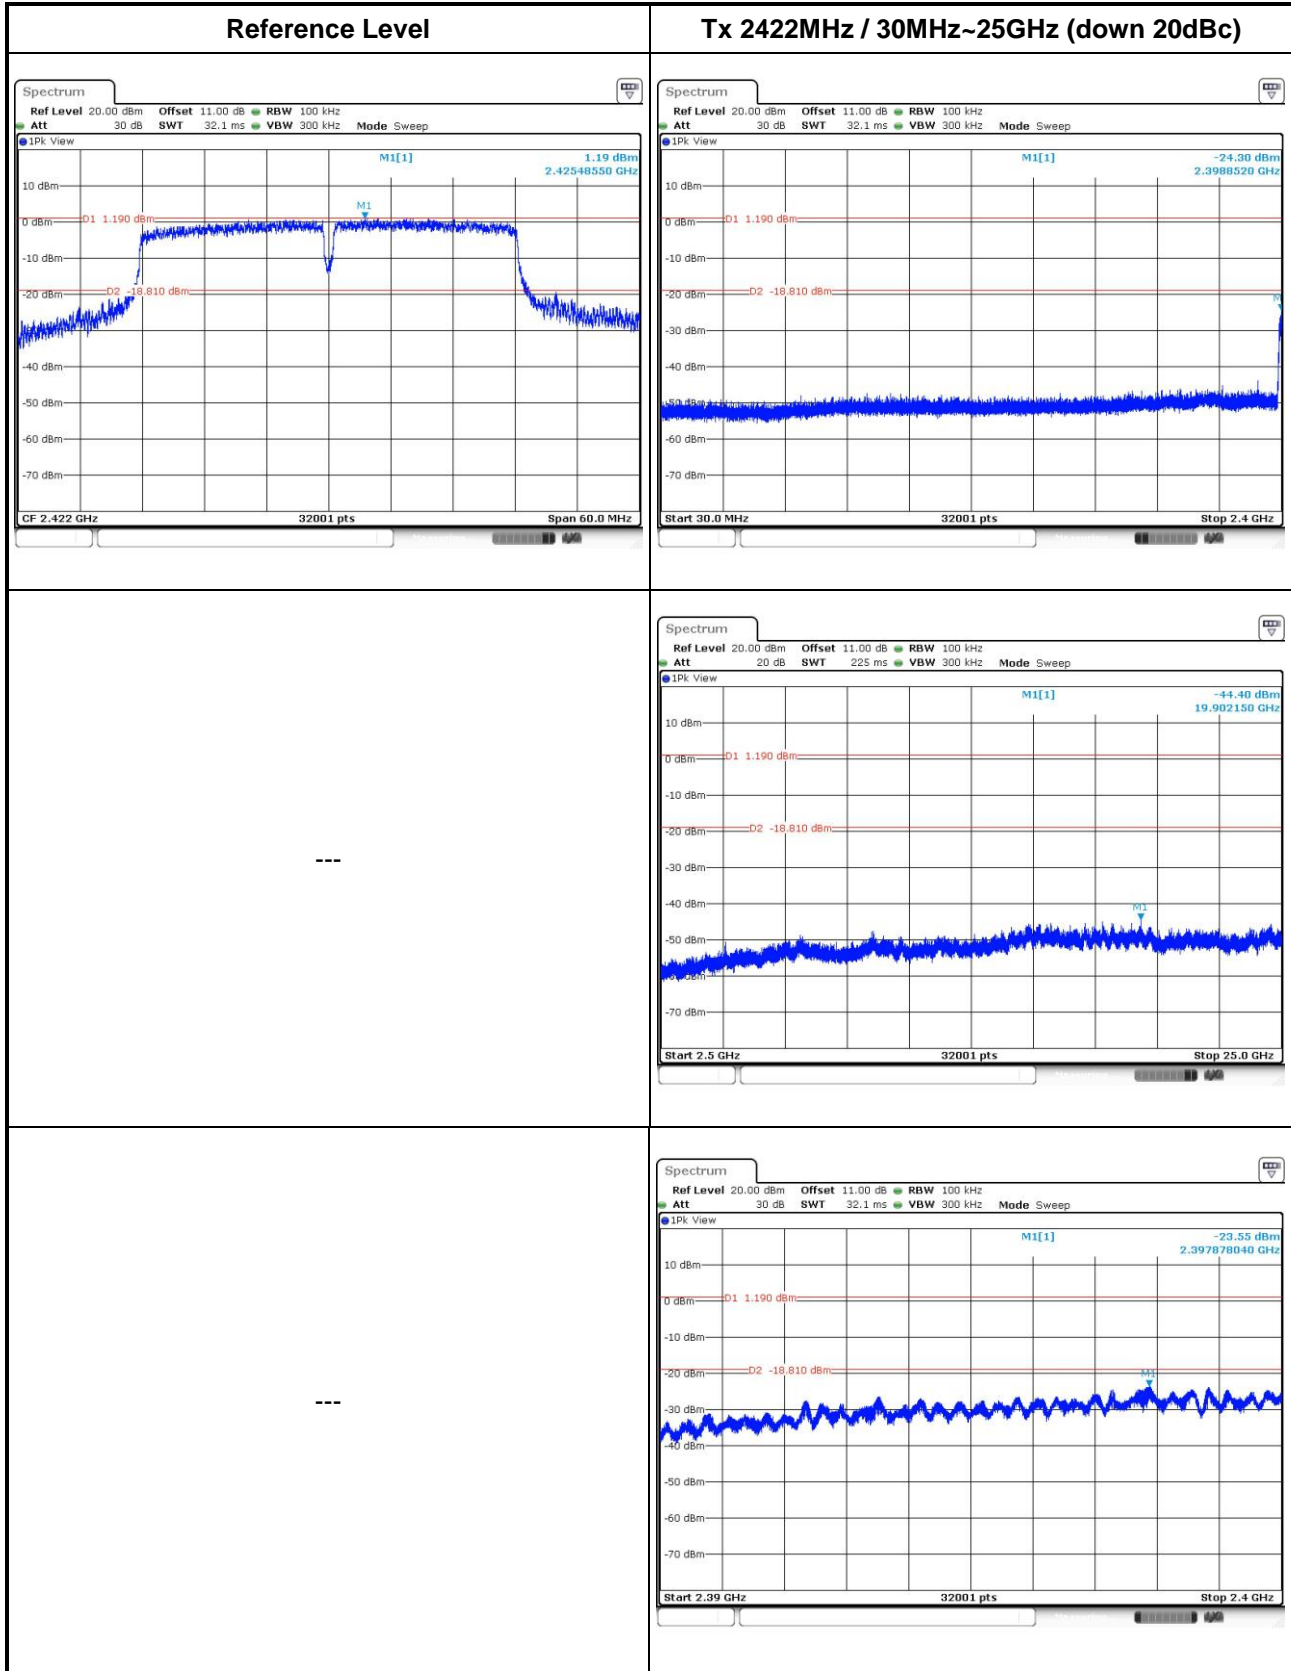 Reference Level
Tx 2422MHz / 30MHz~25GHz (down 20dBc)
Spectrum
Ref Level 20.00 dBm Offset 11.00 dB RBW 100 kHz
Att 30 dB SWT 32.1 ms VBW 300 kHz Mode Sweep
1Pk View
M1[1] 1.19 dBm
2.42548550 GHz
10 dBm
M1
0 dBm
D1 1.190 dBm
-10 dBm
-20 dBm
D2 -18.810 dBm
-30 dBm
-40 dBm
-50 dBm
-60 dBm
-70 dBm
CF 2.422 GHz 32001 pts Span 60.0 MHz
Spectrum
Ref Level 20.00 dBm Offset 11.00 dB RBW 100 kHz
Att 30 dB SWT 32.1 ms VBW 300 kHz Mode Sweep
1Pk View
M1[1] -24.30 dBm
2.3988520 GHz
10 dBm
0 dBm
D1 1.190 dBm
-10 dBm
-20 dBm
D2 -18.810 dBm
-30 dBm
-40 dBm
-50 dBm
-60 dBm
-70 dBm
Start 30.0 MHz 32001 pts Stop 2.4 GHz
---
Spectrum
Ref Level 20.00 dBm Offset 11.00 dB RBW 100 kHz
Att 20 dB SWT 225 ms VBW 300 kHz Mode Sweep
1Pk View
M1[1] -44.40 dBm
19.902150 GHz
10 dBm
0 dBm
D1 1.190 dBm
-10 dBm
-20 dBm
D2 -18.810 dBm
-30 dBm
-40 dBm
M1
-50 dBm
-60 dBm
-70 dBm
Start 2.5 GHz 32001 pts Stop 25.0 GHz
---
Spectrum
Ref Level 20.00 dBm Offset 11.00 dB RBW 100 kHz
Att 30 dB SWT 32.1 ms VBW 300 kHz Mode Sweep
1Pk View
M1[1] -23.55 dBm
2.397878040 GHz
10 dBm
0 dBm
D1 1.190 dBm
-10 dBm
-20 dBm
D2 -18.810 dBm
M1
-30 dBm
-40 dBm
-50 dBm
-60 dBm
-70 dBm
Start 2.39 GHz 32001 pts Stop 2.4 GHz